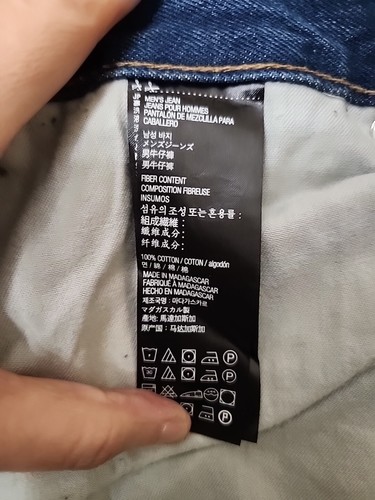 MEN'S JEAN
JEANS POUR HOMMES
PANTALÓN DE MEZCLILLA PARA
CABALLERO
남성 바지
メンズジーンズ
男牛仔褲
男牛仔裤
FIBER CONTENT
COMPOSITION FIBREUSE
INSUMOS
섬유의 조성 또는 혼용률 :
組成繊維 :
纖維成分 :
纤维成分 :
100% COTTON / COTON / algodón
면 / 綿 / 棉 / 棉
MADE IN MADAGASCAR
FABRIQUÉ À MADAGASCAR
HECHO EN MADAGASCAR
제조국명 : 마다가스카르
マダガスカル製
產地: 馬達加斯加
原产国 : 马达加斯加
P
P
P